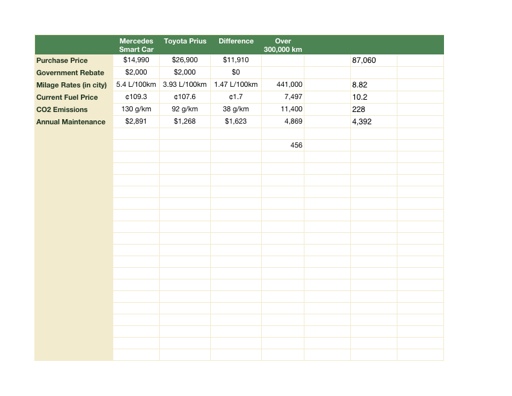 Mercedes Smart Car Toyota Prius Difference Over 300,000 km
Purchase Price $14,990 $26,900 $11,910 87,060
Government Rebate $2,000 $2,000 $0
Milage Rates (in city) 5.4 L/100km 3.93 L/100km 1.47 L/100km 441,000 8.82
Current Fuel Price ¢109.3 ¢107.6 ¢1.7 7,497 10.2
CO2 Emissions 130 g/km 92 g/km 38 g/km 11,400 228
Annual Maintenance $2,891 $1,268 $1,623 4,869 4,392
456